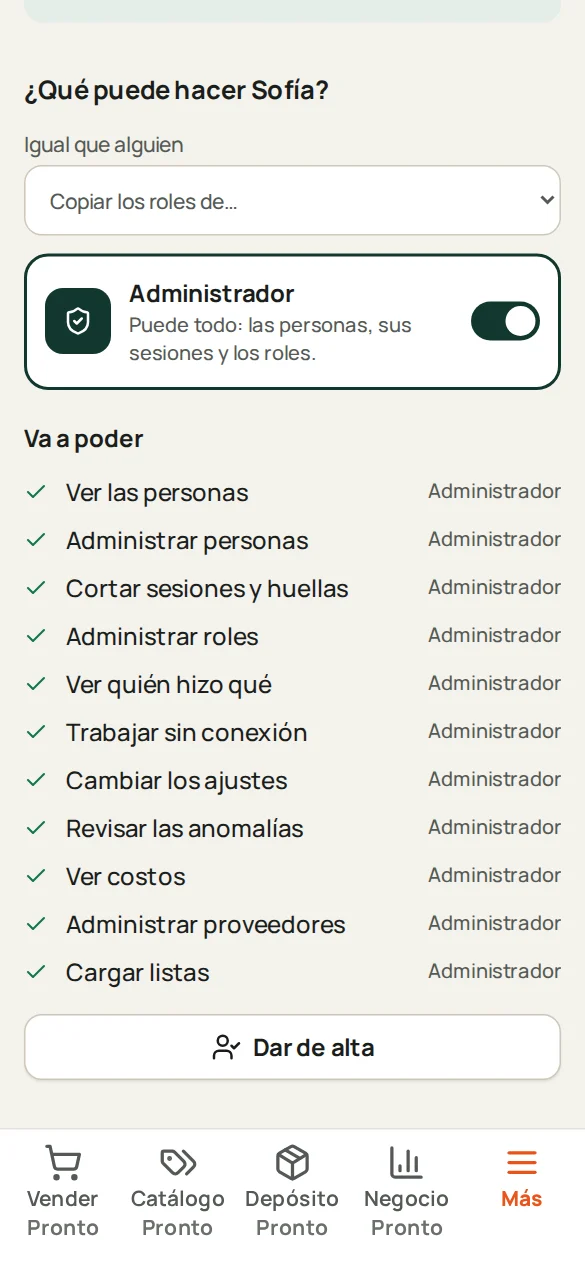 ¿Qué puede hacer Sofía?
Igual que alguien
Copiar los roles de...
Administrador
Puede todo: las personas, sus
sesiones y los roles.
Va a poder
Ver las personas Administrador
Administrar personas Administrador
Cortar sesiones y huellas Administrador
Administrar roles Administrador
Ver quién hizo qué Administrador
Trabajar sin conexión Administrador
Cambiar los ajustes Administrador
Revisar las anomalías Administrador
Ver costos Administrador
Administrar proveedores Administrador
Cargar listas Administrador
Dar de alta
Vender Catálogo Depósito Negocio Más
Pronto Pronto Pronto Pronto